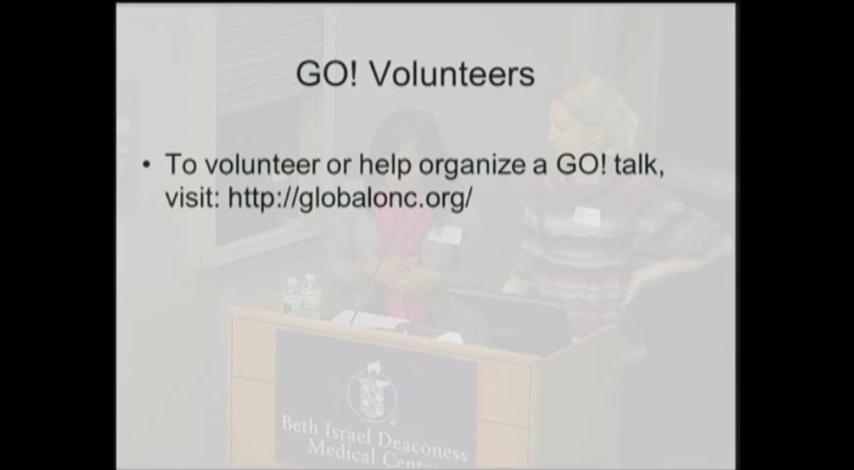 GO! Volunteers
• To volunteer or help organize a GO! talk,
visit: http://globalonc.org/
Beth Israel Deaconess
Medical Center